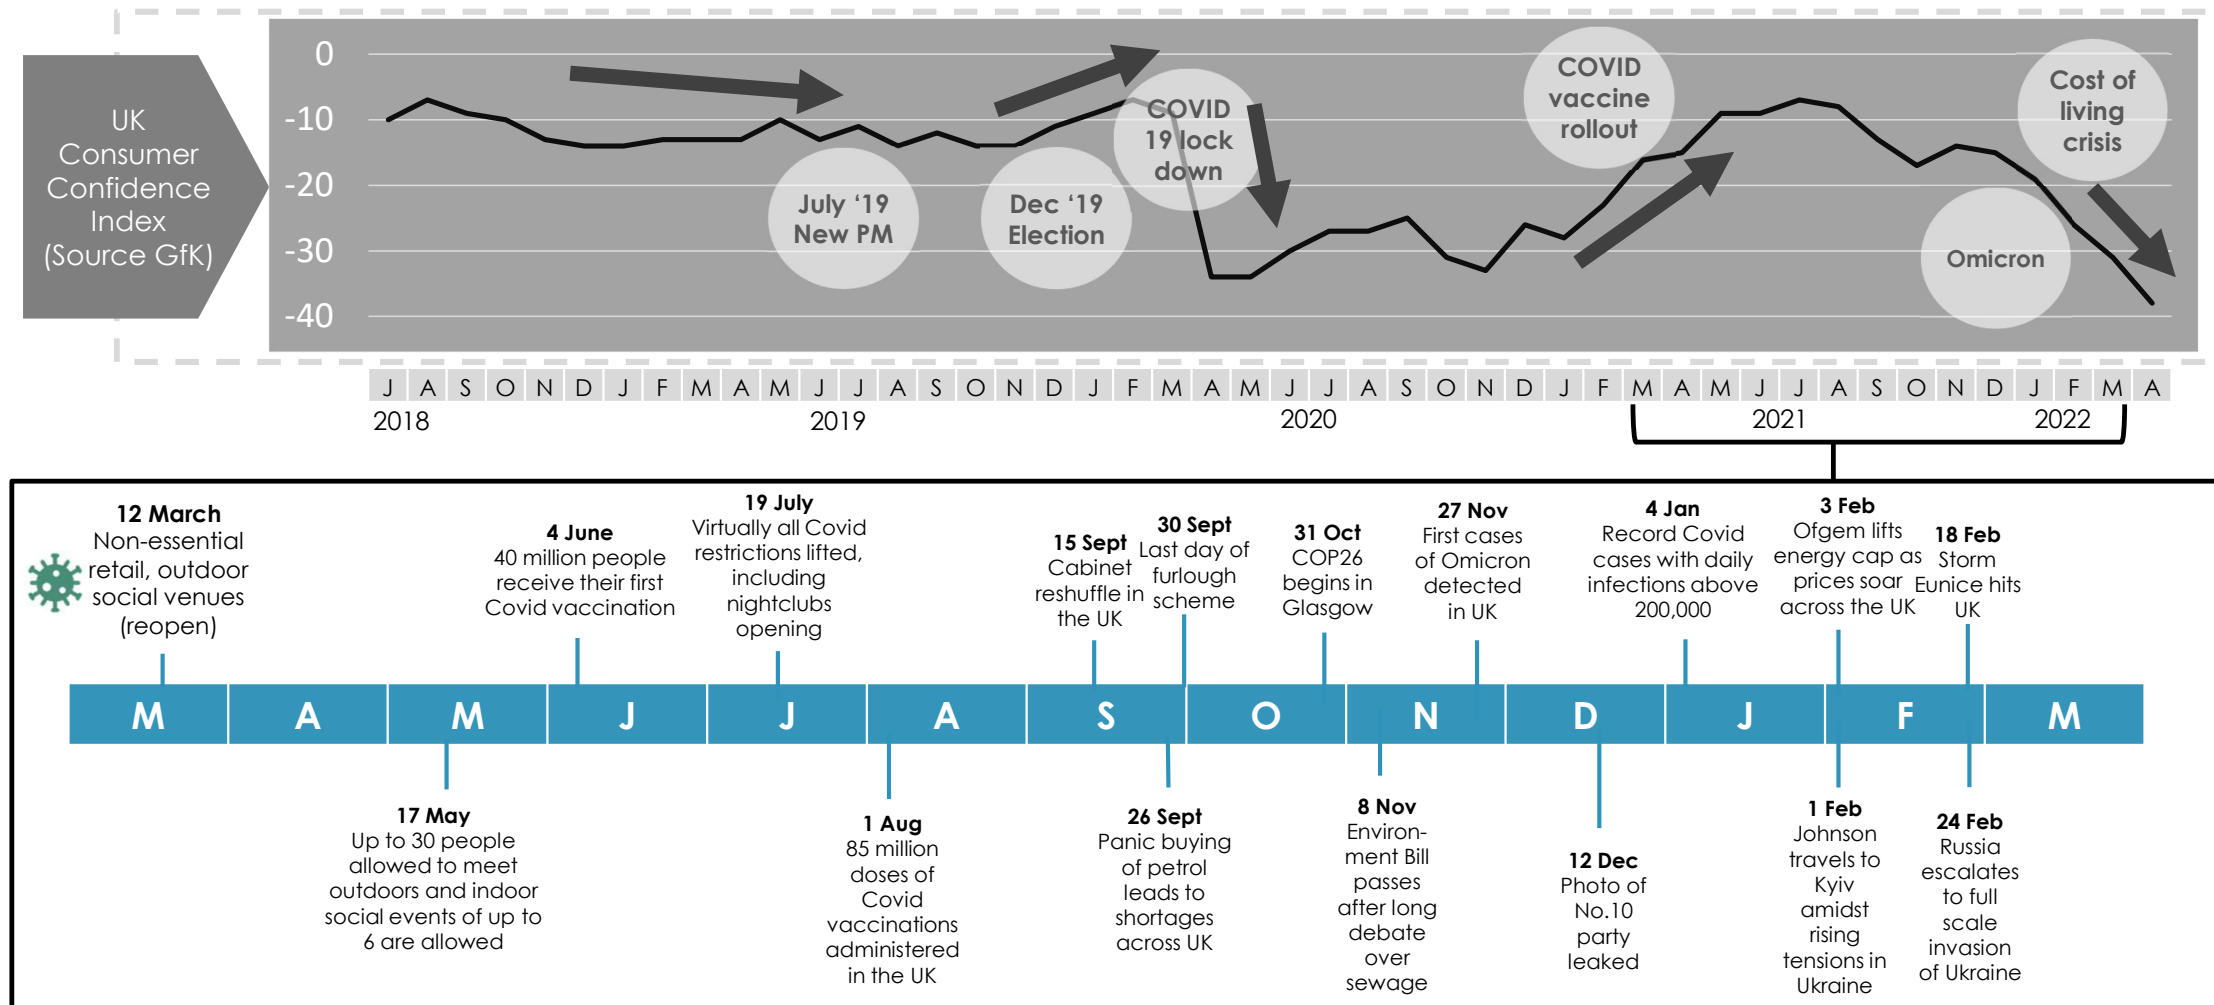 UK
Consumer
Confidence
Index
(Source GfK)
0
-10
-20
-30
-40
July ‘19
New PM
Dec ‘19
Election
COVID
19 lock
down
COVID
vaccine
rollout
Omicron
Cost of
living
crisis
J A S O N D J F M A M J J A S O N D J F M A M J J A S O N D J F M A M J J A S O N D J F M A
2018 2019 2020 2021 2022
12 March
Non-essential
retail, outdoor
social venues
(reopen)
4 June
40 million people
receive their first
Covid vaccination
19 July
Virtually all Covid
restrictions lifted,
including
nightclubs
opening
15 Sept
Cabinet
reshuffle in
the UK
30 Sept
Last day of
furlough
scheme
31 Oct
COP26
begins in
Glasgow
27 Nov
First cases
of Omicron
detected
in UK
4 Jan
Record Covid
cases with daily
infections above
200,000
3 Feb
Ofgem lifts
energy cap as
prices soar
across the UK
18 Feb
Storm
Eunice hits
UK
M A M J J A S O N D J F M
17 May
Up to 30 people
allowed to meet
outdoors and indoor
social events of up to
6 are allowed
1 Aug
85 million
doses of
Covid
vaccinations
administered
in the UK
26 Sept
Panic buying
of petrol
leads to
shortages
across UK
8 Nov
Environ-
ment Bill
passes
after long
debate
over
sewage
12 Dec
Photo of
No.10
party
leaked
1 Feb
Johnson
travels to
Kyiv
amidst
rising
tensions in
Ukraine
24 Feb
Russia
escalates
to full
scale
invasion
of Ukraine